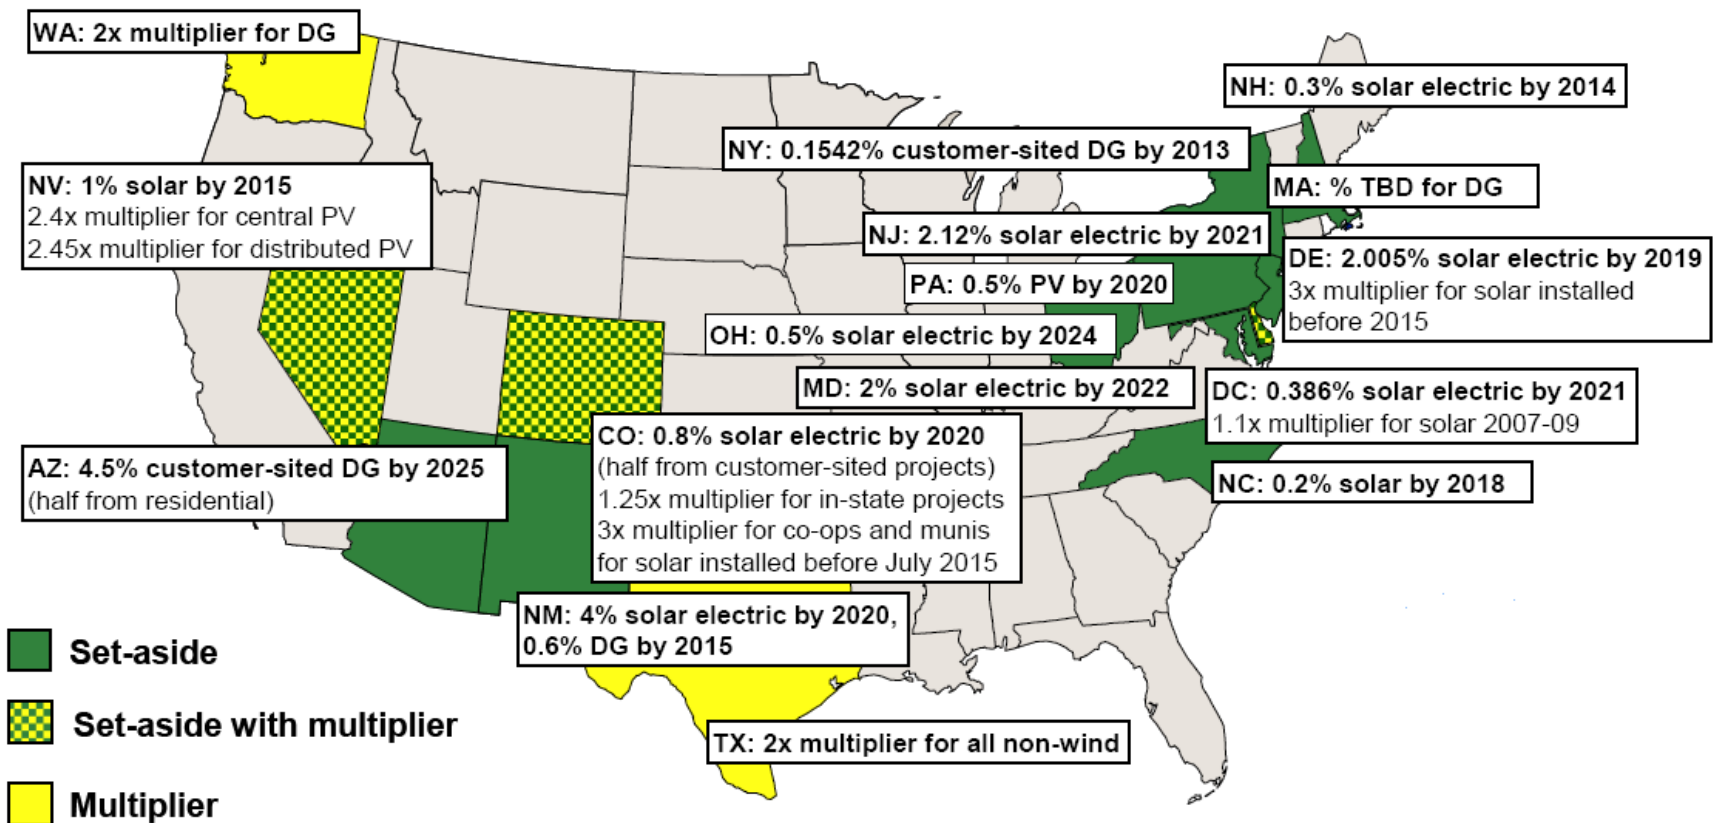 WA: 2x multiplier for DG
NH: 0.3% solar electric by 2014
NY: 0.1542% customer-sited DG by 2013
NV: 1% solar by 2015
2.4x multiplier for central PV
2.45x multiplier for distributed PV
MA: % TBD for DG
NJ: 2.12% solar electric by 2021
DE: 2.005% solar electric by 2019
3x multiplier for solar installed
before 2015
PA: 0.5% PV by 2020
OH: 0.5% solar electric by 2024
MD: 2% solar electric by 2022
DC: 0.386% solar electric by 2021
1.1x multiplier for solar 2007-09
CO: 0.8% solar electric by 2020
(half from customer-sited projects)
1.25x multiplier for in-state projects
3x multiplier for co-ops and munis
for solar installed before July 2015
AZ: 4.5% customer-sited DG by 2025
(half from residential)
NC: 0.2% solar by 2018
NM: 4% solar electric by 2020,
0.6% DG by 2015
TX: 2x multiplier for all non-wind
Set-aside
Set-aside with multiplier
Multiplier